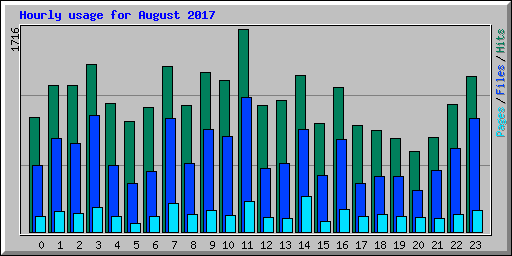 Hourly usage for August 2017
1716
Pages/Files/Hits
0 1 2 3 4 5 6 7 8 9 10 11 12 13 14 15 16 17 18 19 20 21 22 23